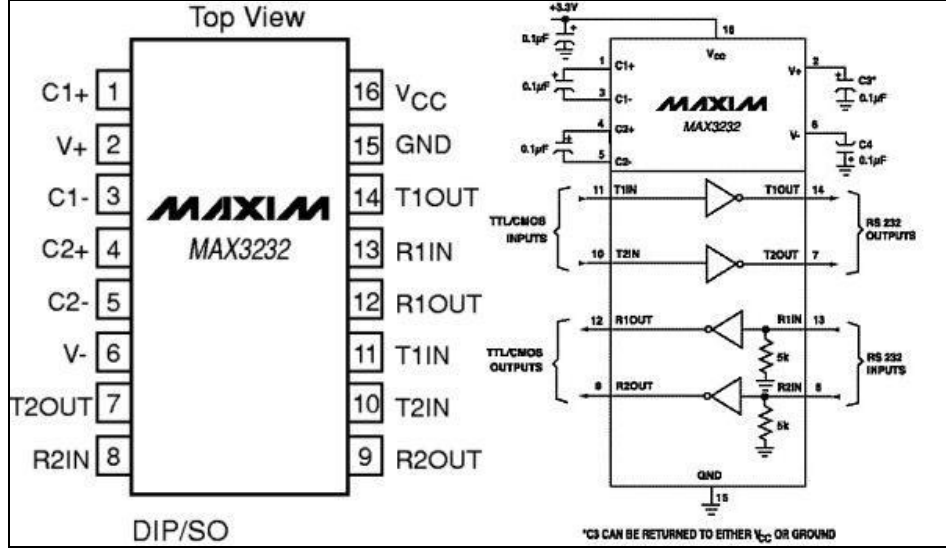 Top View
C1+ 1
V+ 2
C1- 3
C2+ 4
C2- 5
V- 6
T2OUT 7
R2IN 8
16 VCC
15 GND
14 T1OUT
13 R1IN
12 R1OUT
11 T1IN
10 T2IN
9 R2OUT
MAXIM
MAX3232
DIP/SO
+3.3V
0.1µF
16
VCC
1 C1+
0.1µF
3 C1-
4 C2+
0.1µF
5 C2-
MAXIM
MAX3232
V+ 2
C3*
0.1µF
V- 6
C4
0.1µF
TTL/CMOS
INPUTS
11 T1IN
T1OUT 14
10 T2IN
T2OUT 7
RS 232
OUTPUTS
TTL/CMOS
OUTPUTS
12 R1OUT
R1IN 13
5k
9 R2OUT
R2IN 8
5k
RS 232
INPUTS
GND
15
*C3 CAN BE RETURNED TO EITHER VCC OR GROUND